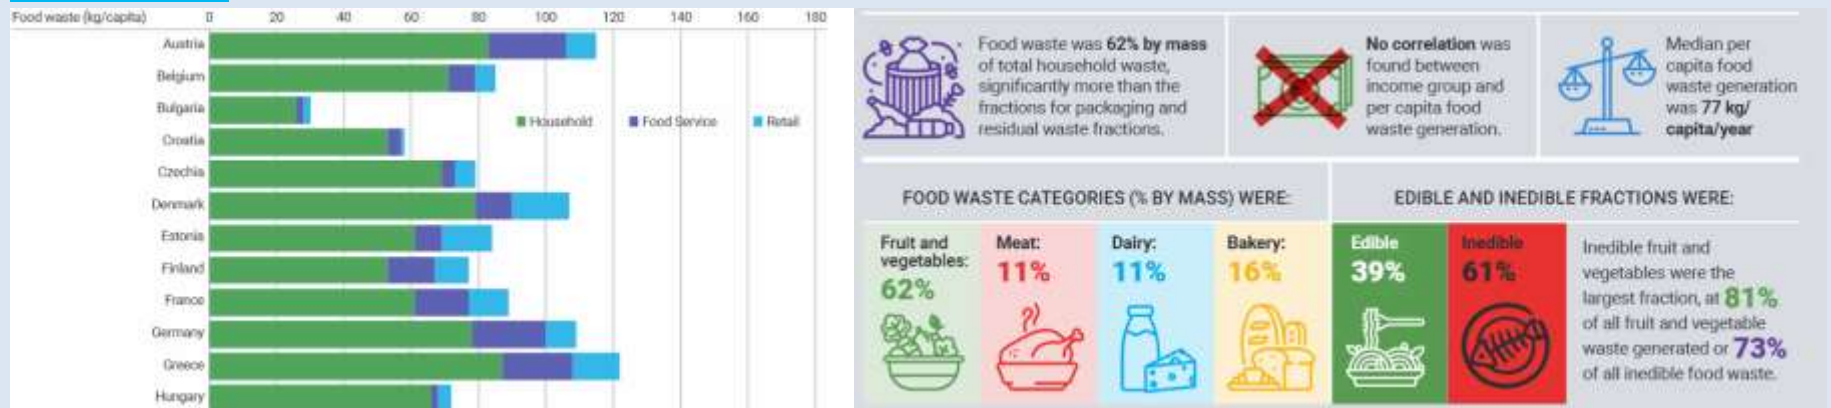 Food waste (kg/capita)
0 20 40 60 80 100 120 140 160 180
Austria
Belgium
Bulgaria
Croatia
Czechia
Denmark
Estonia
Finland
France
Germany
Greece
Hungary
Household Food Service Retail
Food waste was 62% by mass
of total household waste,
significantly more than the
fractions for packaging and
residual waste fractions.
No correlation was
found between
income group and
per capita food
waste generation.
Median per
capita food
waste generation
was 77 kg/
capita/year
FOOD WASTE CATEGORIES (% BY MASS) WERE:
Fruit and
vegetables:
62%
Meat:
11%
Dairy:
11%
Bakery:
16%
EDIBLE AND INEDIBLE FRACTIONS WERE:
Edible
39%
Inedible
61%
Inedible fruit and
vegetables were the
largest fraction, at 81%
of all fruit and vegetable
waste generated or 73%
of all inedible food waste.